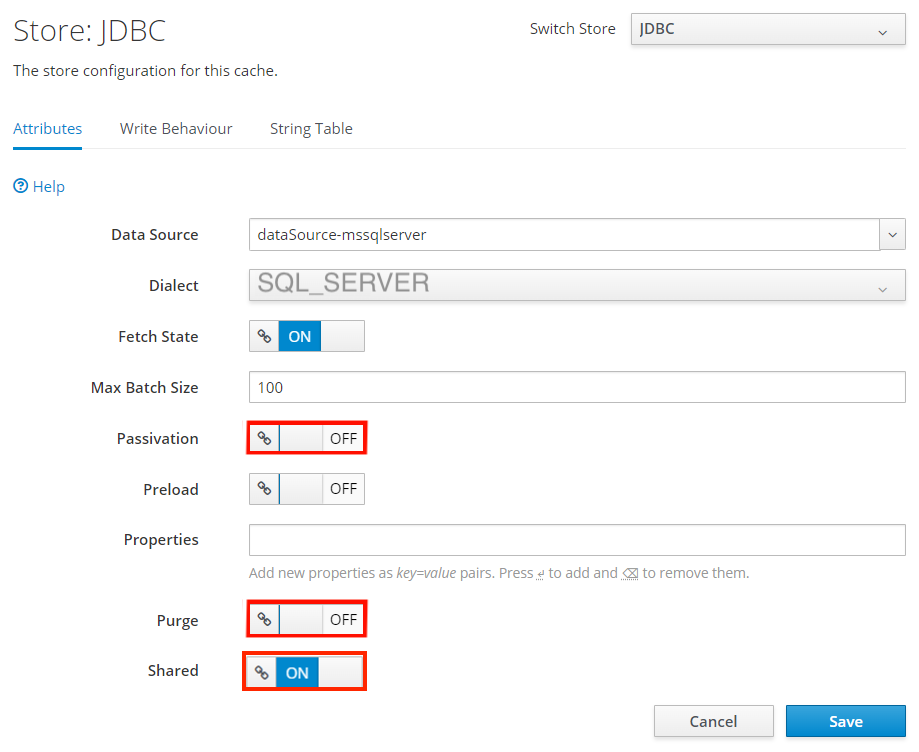 Store: JDBC
Switch Store JDBC
The store configuration for this cache.
Attributes Write Behaviour String Table
Help
Data Source dataSource-mssqlserver
Dialect SQL_SERVER
Fetch State ON
Max Batch Size 100
Passivation OFF
Preload OFF
Properties
Add new properties as key=value pairs. Press ↵ to add and ⌫ to remove them.
Purge OFF
Shared ON
Cancel Save